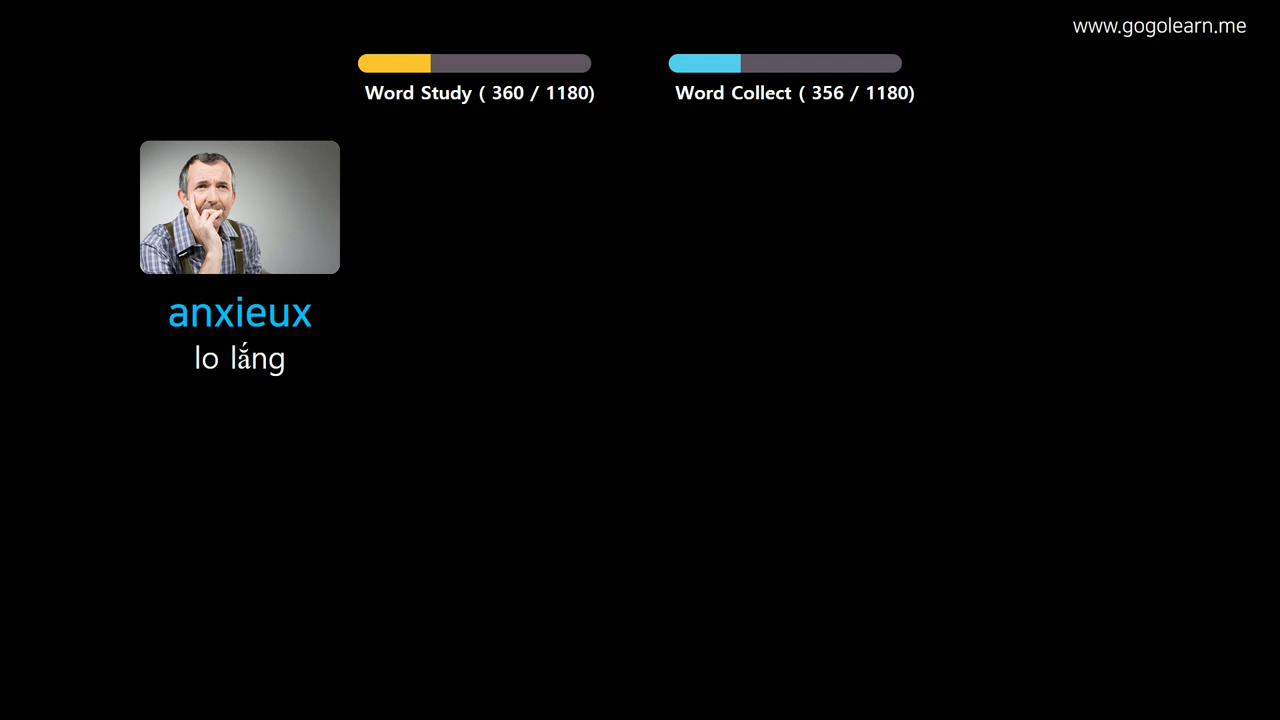 www.gogolearn.me
Word Study ( 360 / 1180)
Word Collect ( 356 / 1180)
anxieux
lo lắng